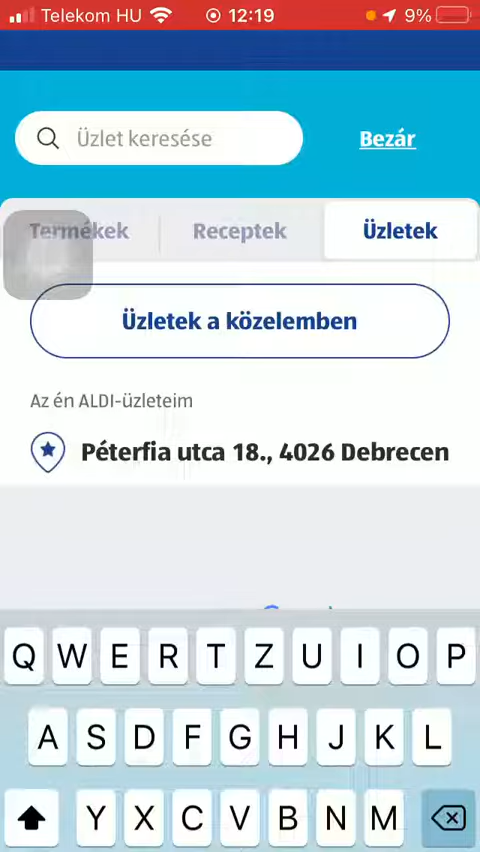 Telekom HU 12:19 9%
Üzlet keresése Bezár
Termékek Receptek Üzletek
Üzletek a közelemben
Az én ALDI-üzleteim
Péterfia utca 18., 4026 Debrecen
Q W E R T Z U I O P
A S D F G H J K L
Y X C V B N M